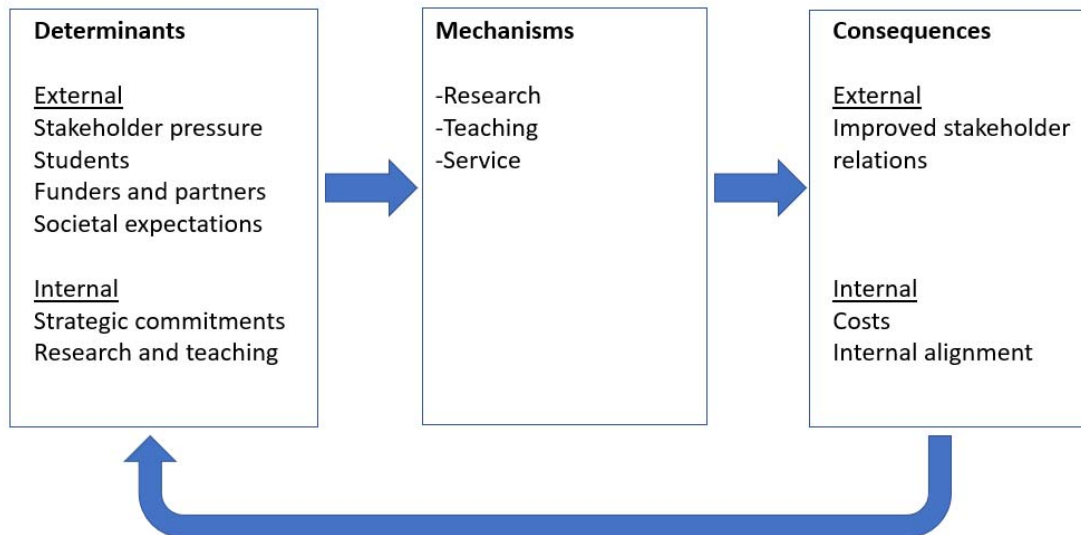 Determinants
External
Stakeholder pressure
Students
Funders and partners
Societal expectations
Internal
Strategic commitments
Research and teaching
Mechanisms
-Research
-Teaching
-Service
Consequences
External
Improved stakeholder
relations
Internal
Costs
Internal alignment